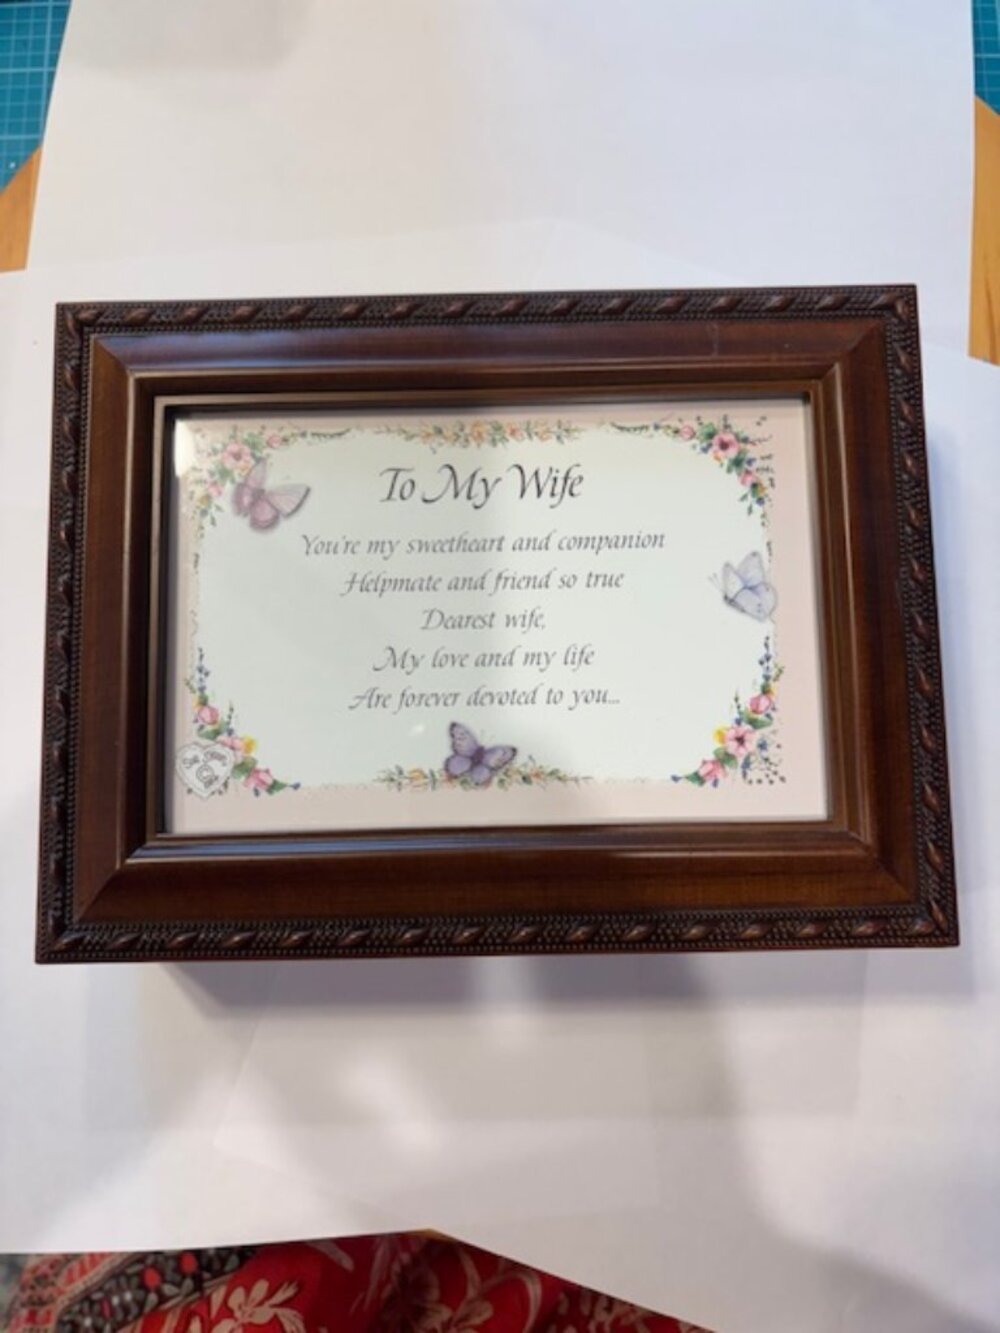 To My Wife
You're my sweetheart and companion
Helpmate and friend so true
Dearest wife,
My love and my life
Are forever devoted to you...